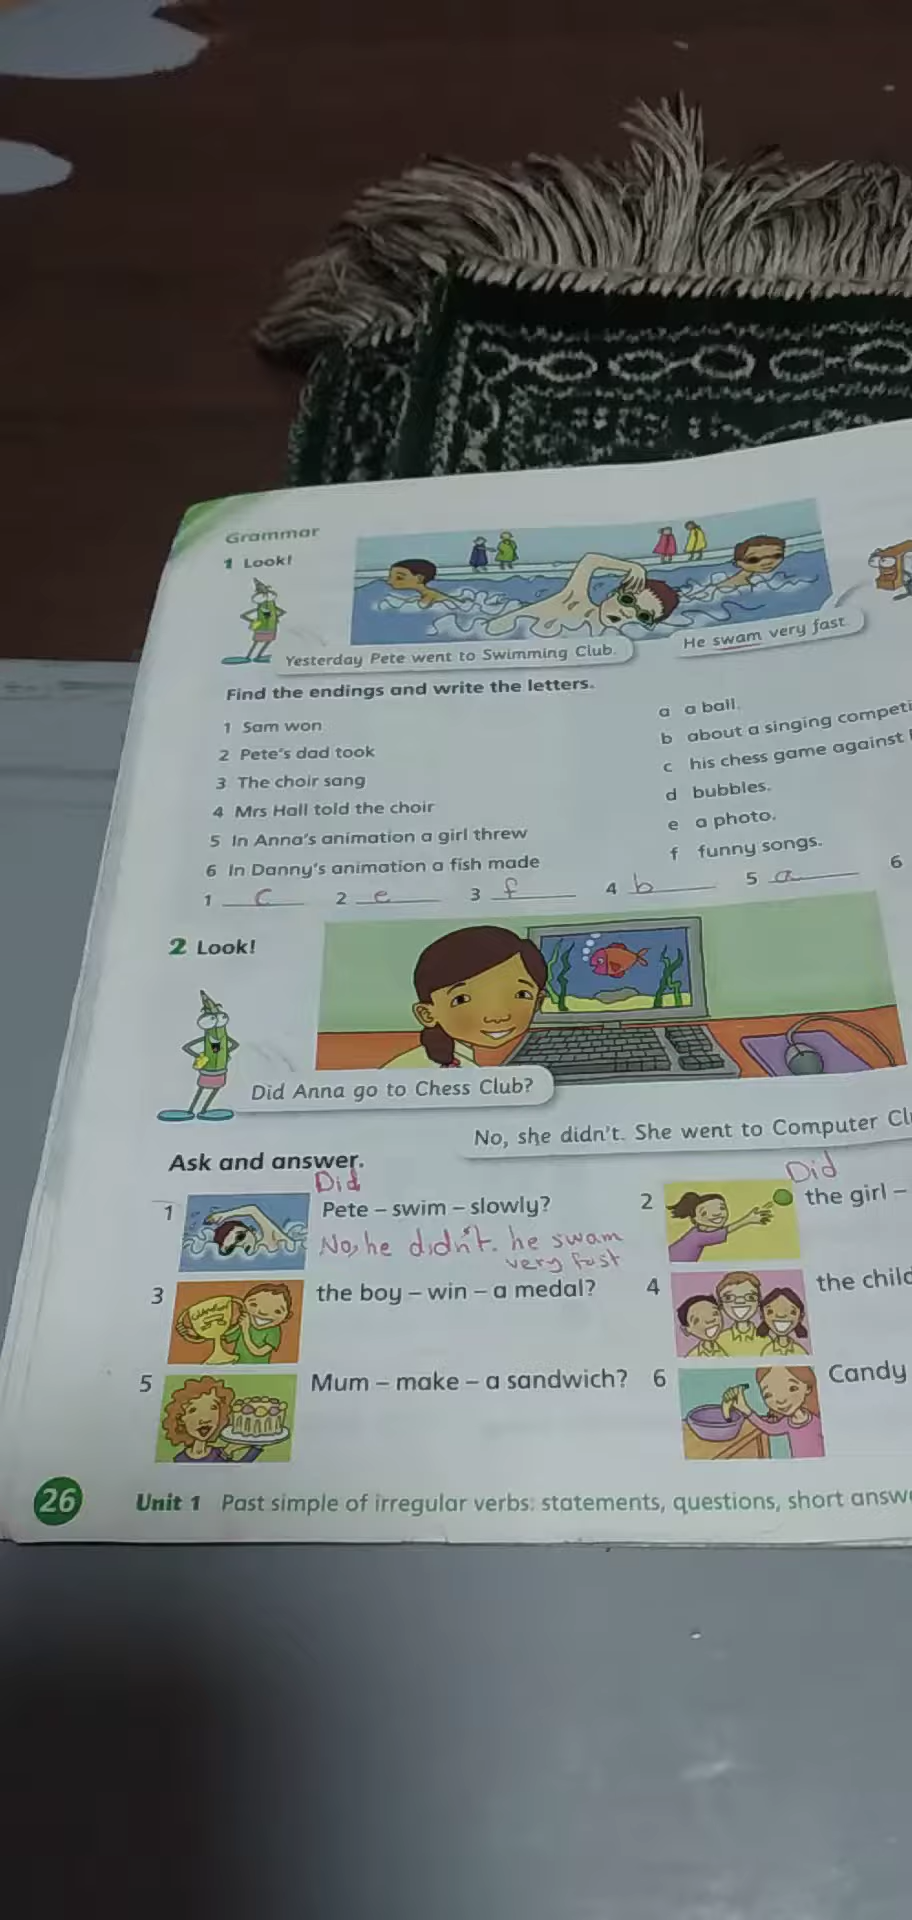 Grammar
1 Look!
Yesterday Pete went to Swimming Club.
He swam very fast.
Find the endings and write the letters.
1 Sam won
2 Pete's dad took
3 The choir sang
4 Mrs Hall told the choir
5 In Anna's animation a girl threw
6 In Danny's animation a fish made
a a ball.
b about a singing
c his chess game against
d bubbles.
e a photo.
f funny songs.
1 c 2 e 3 f 4 b 5 a 6
2 Look!
Did Anna go to Chess Club?
No, she didn't. She went to Computer
Ask and answer.
Did
1 Pete – swim – slowly?
No, he didn't. he swam
very fast
Did
2 the girl –
3 the boy – win – a medal?
4 the
5 Mum – make – a sandwich?
6 Candy
26 Unit 1 Past simple of irregular verbs: statements, questions, short